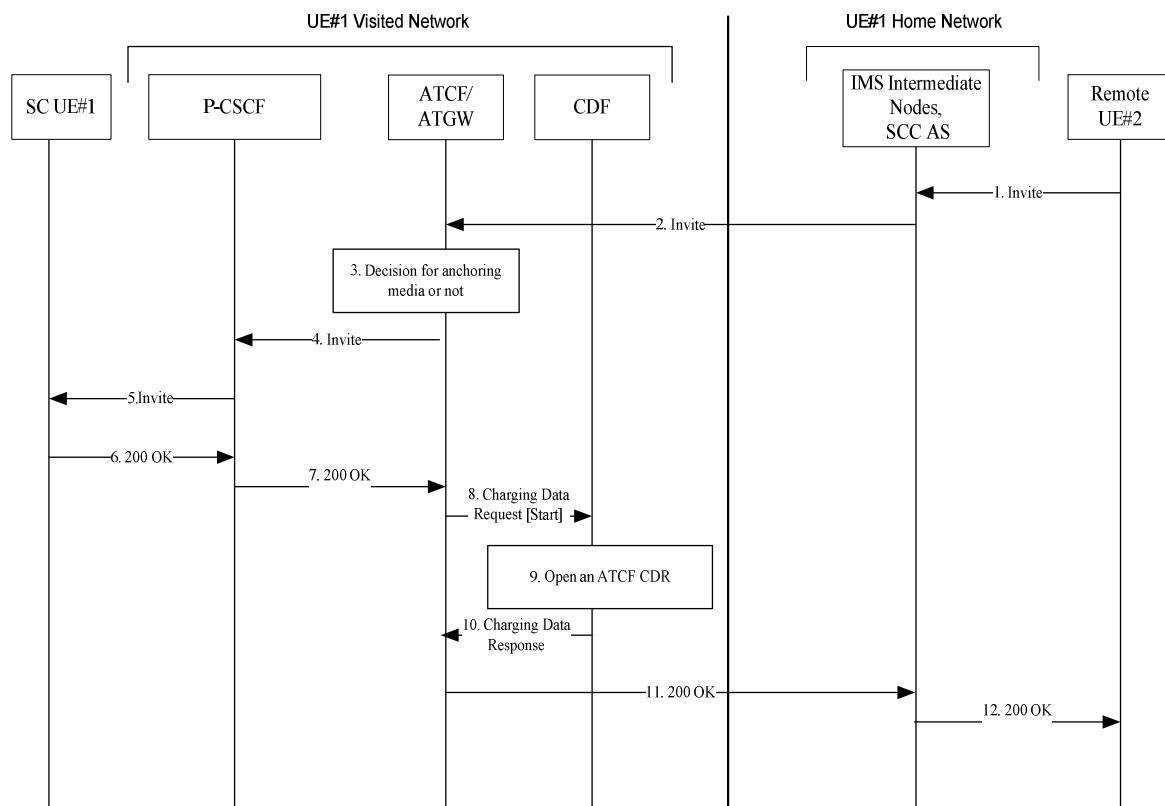 UE#1 Visited Network
UE#1 Home Network
SC UE#1
P-CSCF
ATCF/
ATGW
CDF
IMS Intermediate
Nodes,
SCC AS
Remote
UE#2
1. Invite
2. Invite
3. Decision for anchoring
media or not
4. Invite
5.Invite
6. 200 OK
7. 200 OK
8. Charging Data
Request [Start]
9. Open an ATCF CDR
10. Charging Data
Response
11. 200 OK
12. 200 OK